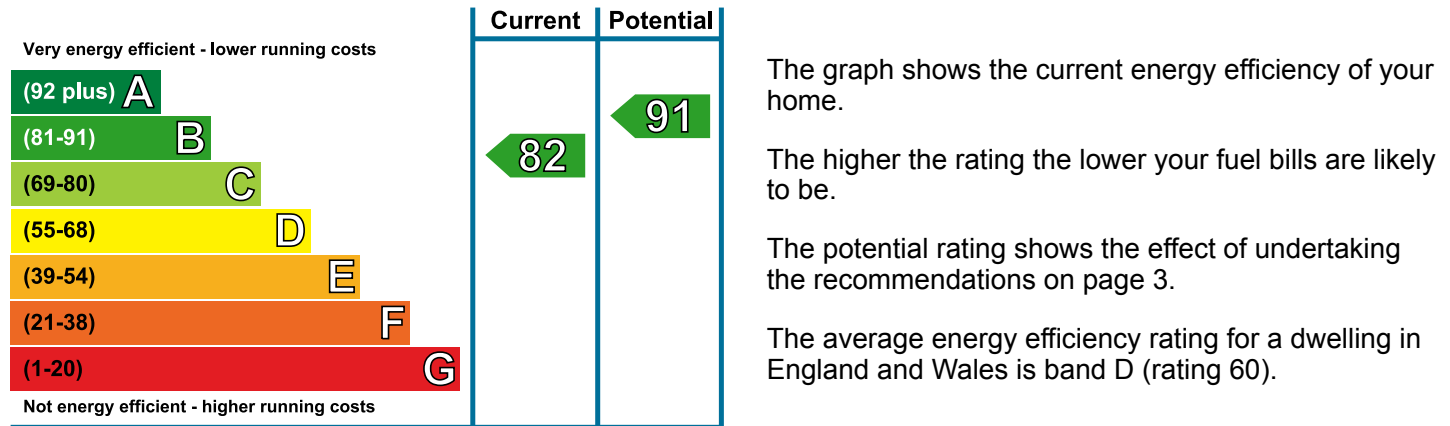 Current Potential
Very energy efficient - lower running costs
(92 plus) A
(81-91) B
(69-80) C
(55-68) D
(39-54) E
(21-38) F
(1-20) G
Not energy efficient - higher running costs
82
91
The graph shows the current energy efficiency of your
home.
The higher the rating the lower your fuel bills are likely
to be.
The potential rating shows the effect of undertaking
the recommendations on page 3.
The average energy efficiency rating for a dwelling in
England and Wales is band D (rating 60).